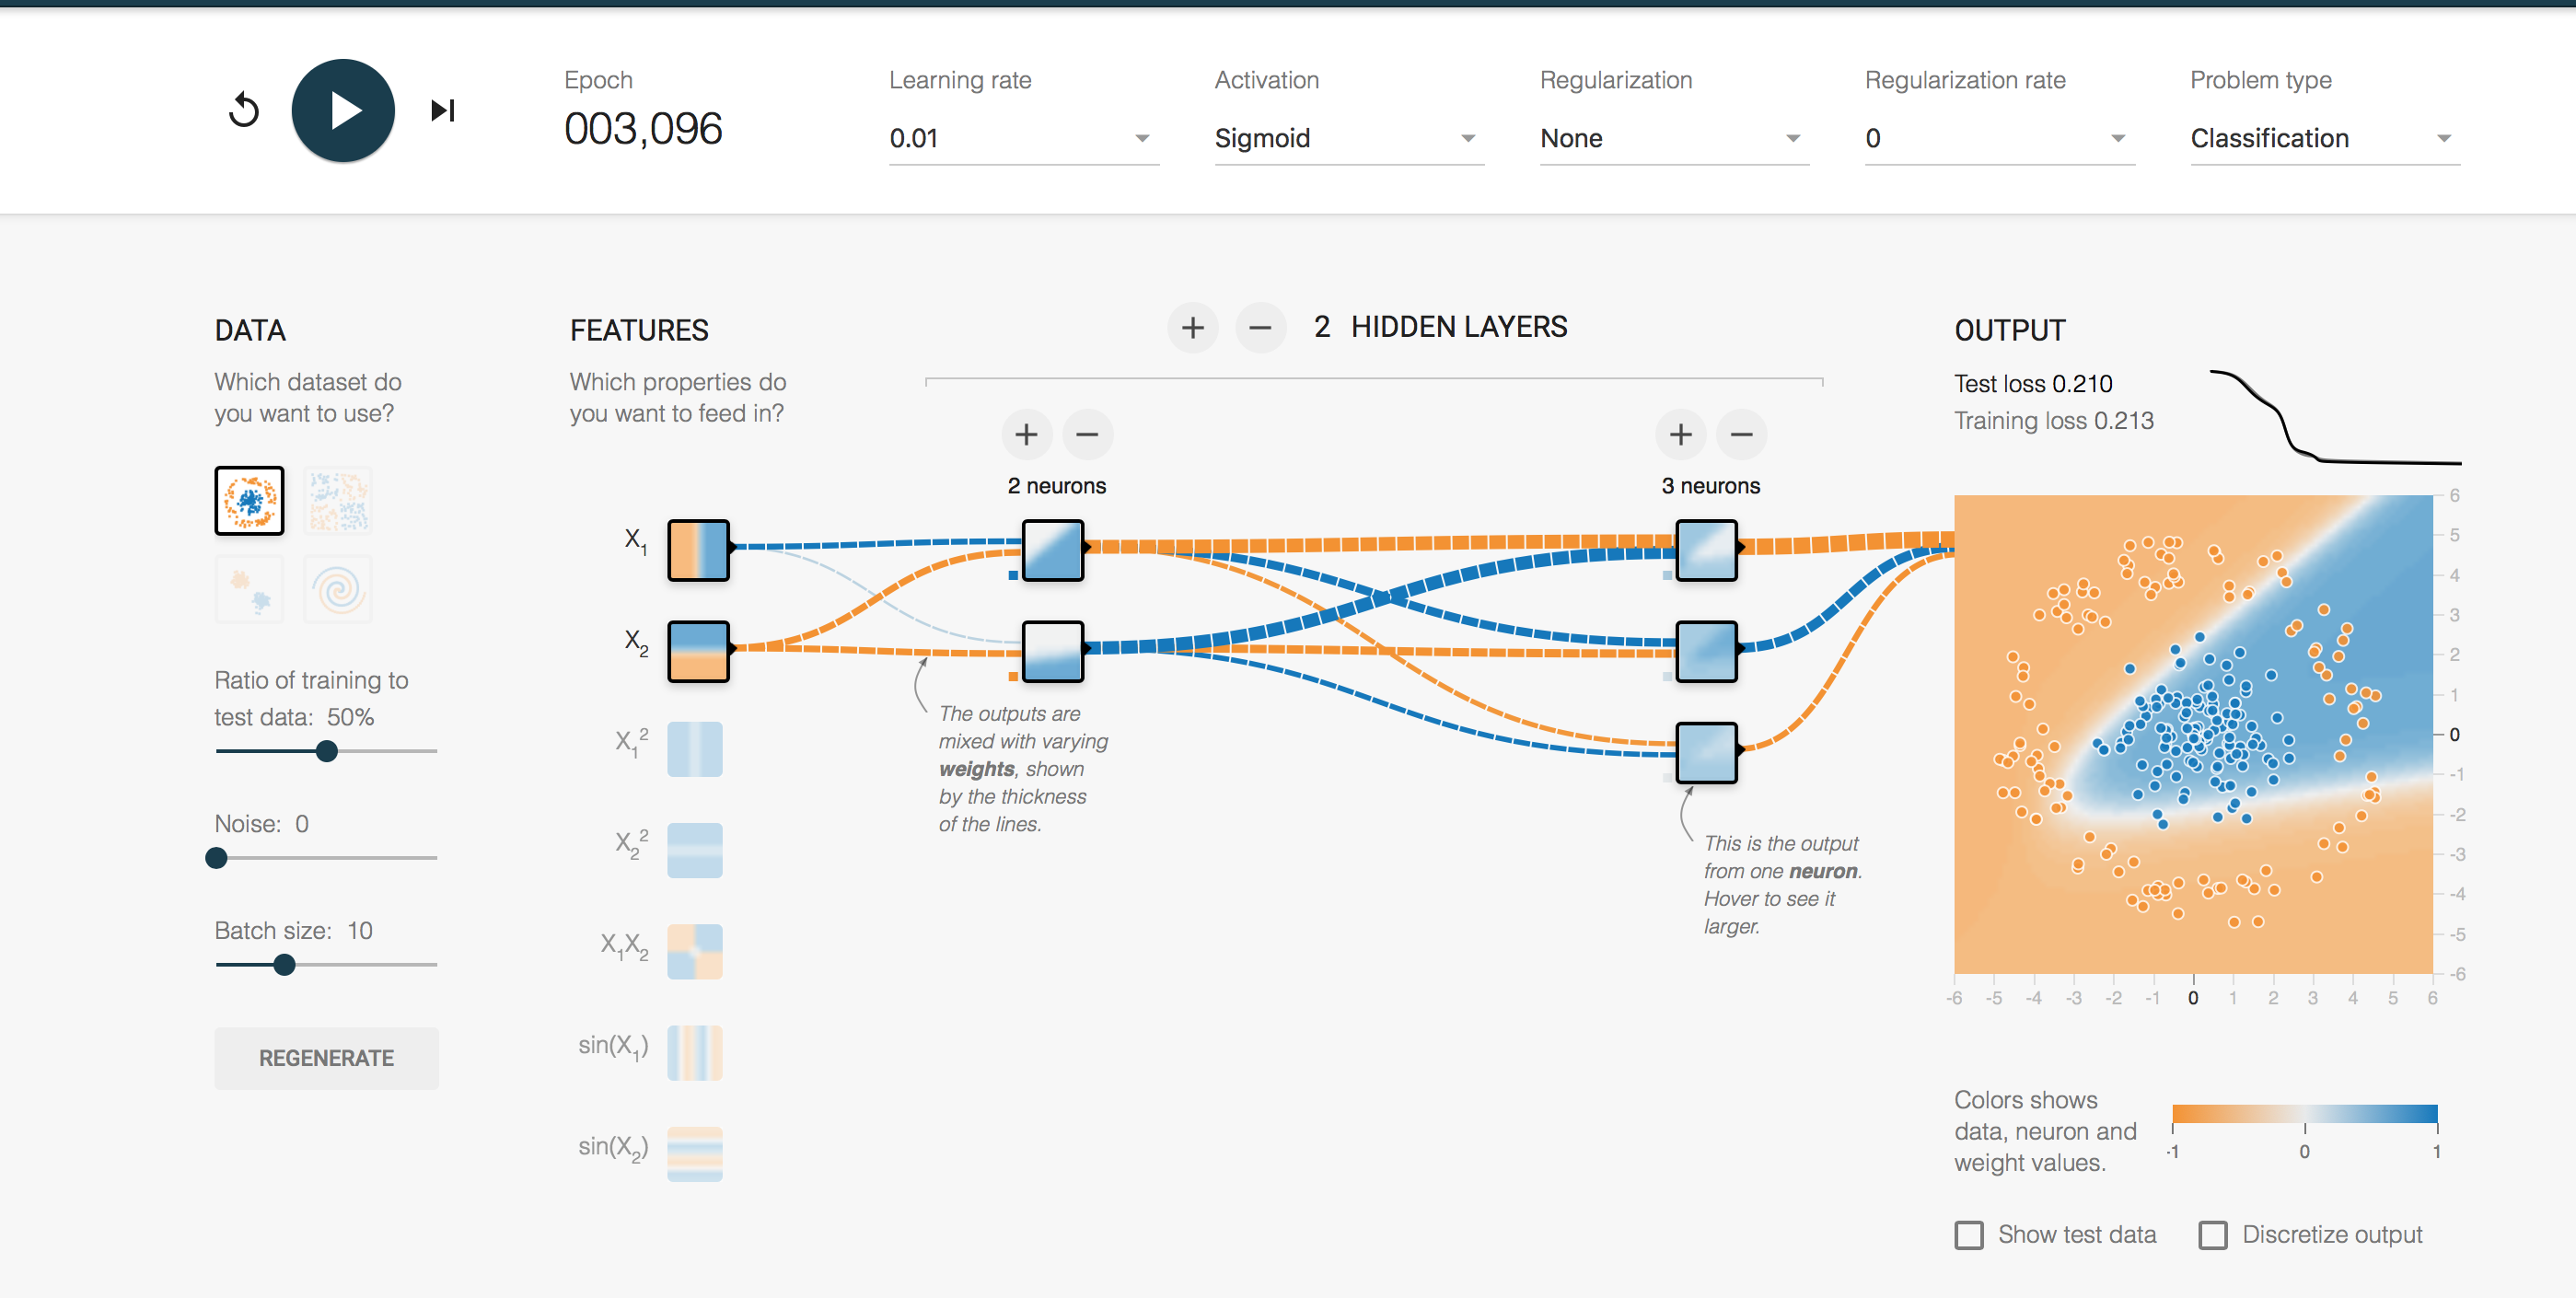 Epoch
003,096
Learning rate
0.01
Activation
Sigmoid
Regularization
None
Regularization rate
0
Problem type
Classification
DATA
Which dataset do
you want to use?
Ratio of training to
test data: 50%
Noise: 0
Batch size: 10
REGENERATE
FEATURES
Which properties do
you want to feed in?
X1
X2
X1²
X2²
X1X2
sin(X1)
sin(X2)
+ − 2 HIDDEN LAYERS
+ −
2 neurons
+ −
3 neurons
The outputs are
mixed with varying
weights, shown
by the thickness
of the lines.
This is the output
from one neuron.
Hover to see it
larger.
OUTPUT
Test loss 0.210
Training loss 0.213
6
5
4
3
2
1
0
-1
-2
-3
-4
-5
-6
-6 -5 -4 -3 -2 -1 0 1 2 3 4 5 6
Colors shows
data, neuron and
weight values.
-1 0 1
Show test data
Discretize output